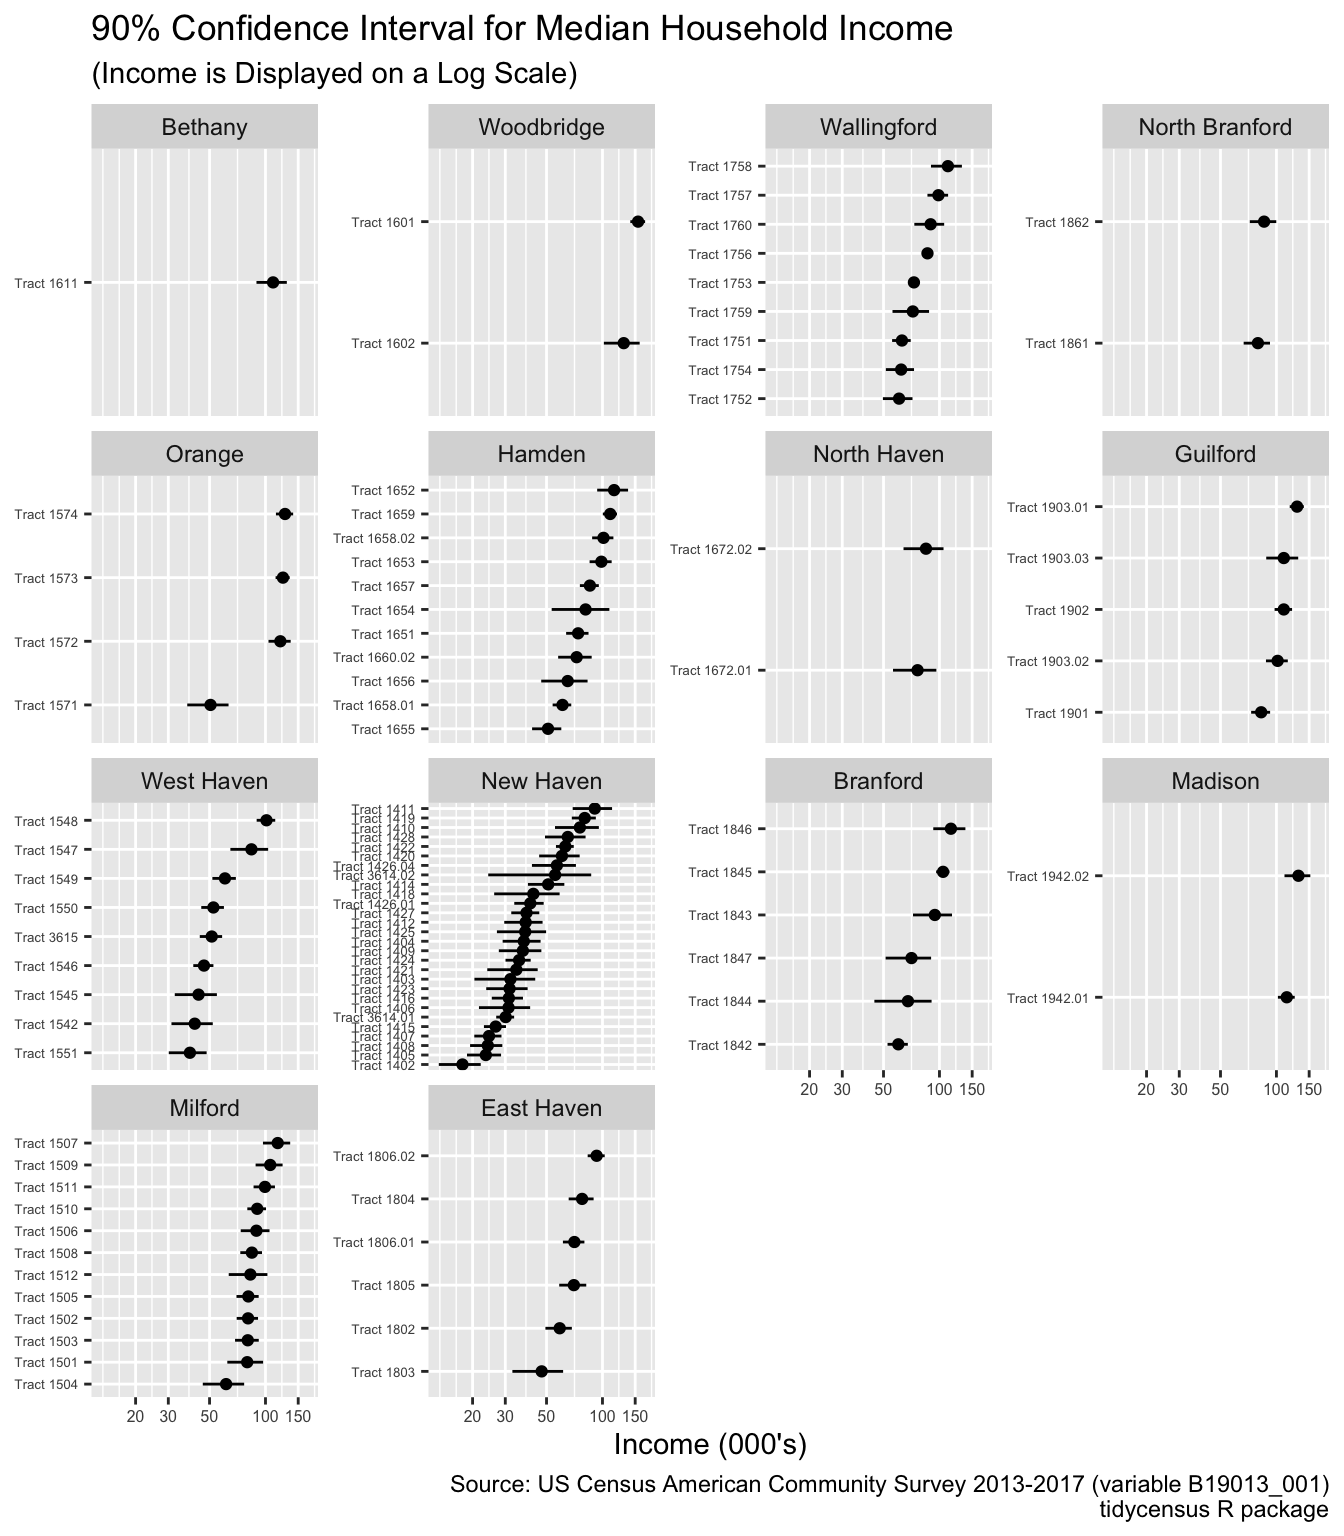 90% Confidence Interval for Median Household Income
(Income is Displayed on a Log Scale)
Bethany
Woodbridge
Wallingford
North Branford
Tract 1611
Tract 1601
Tract 1602
Tract 1758
Tract 1757
Tract 1760
Tract 1756
Tract 1753
Tract 1759
Tract 1751
Tract 1754
Tract 1752
Tract 1862
Tract 1861
Orange
Hamden
North Haven
Guilford
Tract 1574
Tract 1573
Tract 1572
Tract 1571
Tract 1652
Tract 1659
Tract 1658.02
Tract 1653
Tract 1657
Tract 1654
Tract 1651
Tract 1660.02
Tract 1656
Tract 1658.01
Tract 1655
Tract 1672.02
Tract 1672.01
Tract 1903.01
Tract 1903.03
Tract 1902
Tract 1903.02
Tract 1901
West Haven
New Haven
Branford
Madison
Tract 1548
Tract 1547
Tract 1549
Tract 1550
Tract 3615
Tract 1546
Tract 1545
Tract 1542
Tract 1551
Tract 1411
Tract 1419
Tract 1410
Tract 1428
Tract 1422
Tract 1420
Tract 1426.04
Tract 3614.02
Tract 1414
Tract 1418
Tract 1426.01
Tract 1427
Tract 1412
Tract 1425
Tract 1404
Tract 1409
Tract 1424
Tract 1421
Tract 1403
Tract 1423
Tract 1416
Tract 1406
Tract 3614.01
Tract 1415
Tract 1407
Tract 1408
Tract 1405
Tract 1402
Tract 1846
Tract 1845
Tract 1843
Tract 1847
Tract 1844
Tract 1842
20 30 50 100 150
Tract 1942.02
Tract 1942.01
20 30 50 100 150
Milford
East Haven
Tract 1507
Tract 1509
Tract 1511
Tract 1510
Tract 1506
Tract 1508
Tract 1512
Tract 1505
Tract 1502
Tract 1503
Tract 1501
Tract 1504
20 30 50 100 150
Tract 1806.02
Tract 1804
Tract 1806.01
Tract 1805
Tract 1802
Tract 1803
20 30 50 100 150
Income (000's)
Source: US Census American Community Survey 2013-2017 (variable B19013_001)
tidycensus R package